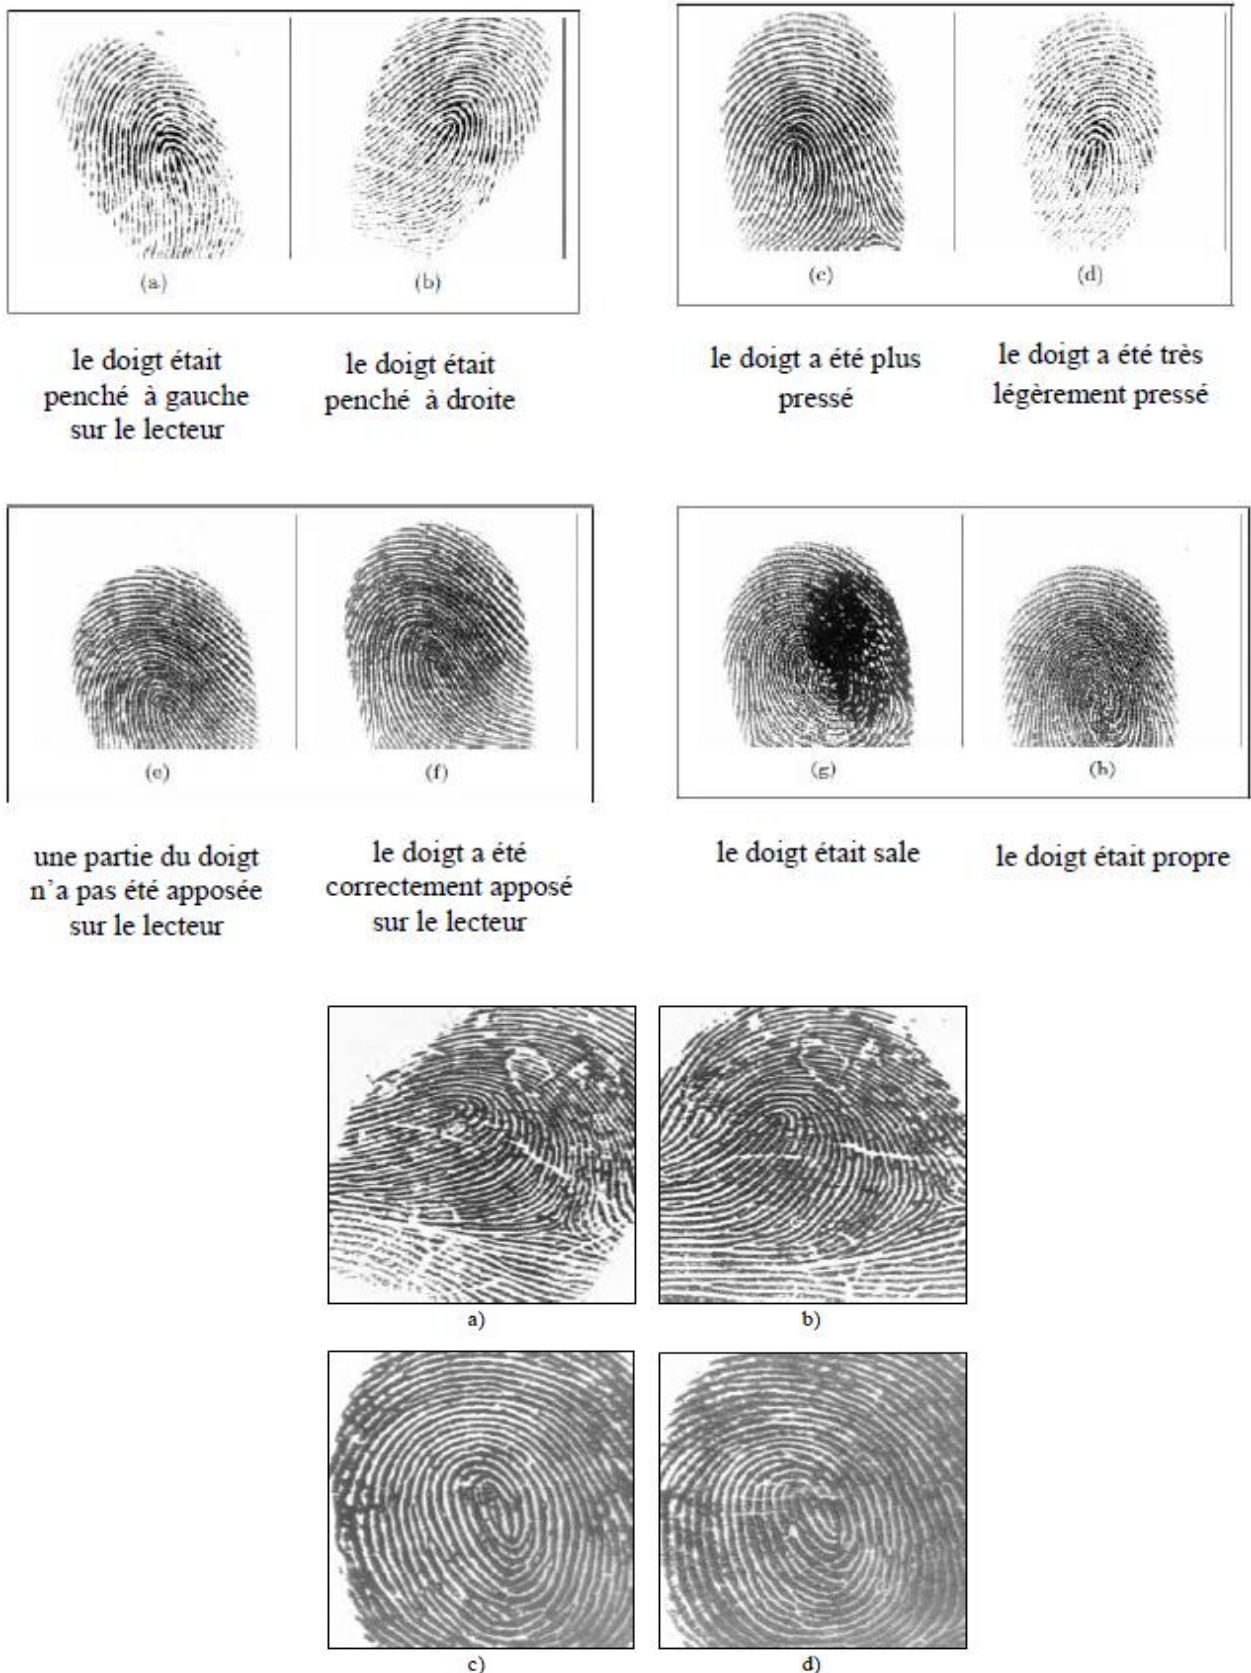 (a)
(b)
(c)
(d)
le doigt était
penché à gauche
sur le lecteur
le doigt était
penché à droite
le doigt a été plus
pressé
le doigt a été très
légèrement pressé
(e)
(f)
(g)
(h)
une partie du doigt
n'a pas été apposée
sur le lecteur
le doigt a été
correctement apposé
sur le lecteur
le doigt était sale
le doigt était propre
a)
b)
c)
d)